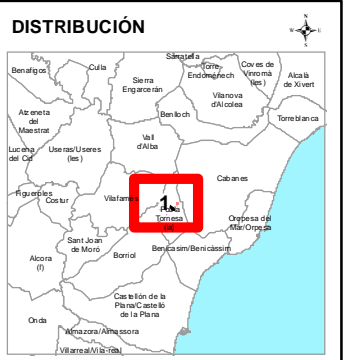 DISTRIBUCIÓN
N
W
E
S
Sarratella
Benafigos
Culla
Torre
Endoménech
Coves de
Vinromà
(les)
Sierra
Engarcerán
Alcalà
de Xivert
Vilanova
d'Alcolea
Atzeneta
del
Maestrat
Benlloch
Torreblanca
Vall
d'Alba
Lucena
del Cid
Useras/Useres
(les)
Cabanes
Figueroles
Costur
Vilafamés
1
Pobla
Tornesa
(la)
Oropesa del
Mar/Orpesa
Sant Joan
de Moró
Benicasim/Benicàssim
Borriol
Alcora
(l')
Castellón de la
Plana/Castelló
de la Plana
Onda
Almazora/Almassora
Villarreal/Vila-real